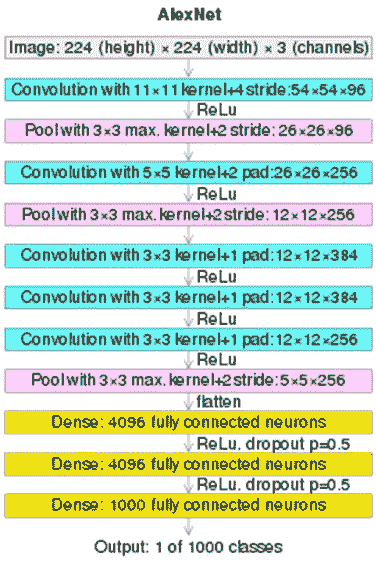 AlexNet
Image: 224 (height) × 224 (width) × 3 (channels)
Convolution with 11×11 kernel+4 stride:54×54×96
ReLu
Pool with 3×3 max. kernel+2 stride: 26×26×96
Convolution with 5×5 kernel+2 pad:26×26×256
ReLu
Pool with 3×3 max. kernel+2 stride: 12×12×256
Convolution with 3×3 kernel+1 pad:12×12×384
ReLu
Convolution with 3×3 kernel+1 pad:12×12×384
ReLu
Convolution with 3×3 kernel+1 pad:12×12×256
ReLu
Pool with 3×3 max. kernel+2 stride:5×5×256
flatten
Dense: 4096 fully connected neurons
ReLu, dropout p=0.5
Dense: 4096 fully connected neurons
ReLu, dropout p=0.5
Dense: 1000 fully connected neurons
Output: 1 of 1000 classes